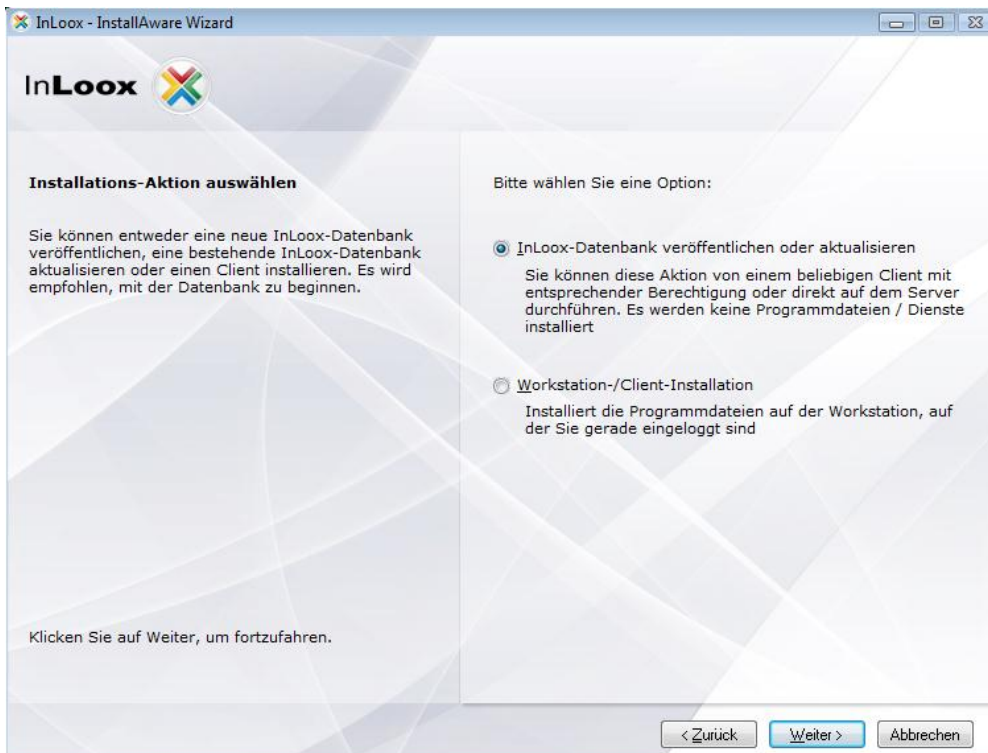 InLoox - InstallAware Wizard
InLoox
Installations-Aktion auswählen
Sie können entweder eine neue InLoox-Datenbank
veröffentlichen, eine bestehende InLoox-Datenbank
aktualisieren oder einen Client installieren. Es wird
empfohlen, mit der Datenbank zu beginnen.
Klicken Sie auf Weiter, um fortzufahren.
Bitte wählen Sie eine Option:
InLoox-Datenbank veröffentlichen oder aktualisieren
Sie können diese Aktion von einem beliebigen Client mit
entsprechender Berechtigung oder direkt auf dem Server
durchführen. Es werden keine Programmdateien / Dienste
installiert
Workstation-/Client-Installation
Installiert die Programmdateien auf der Workstation, auf
der Sie gerade eingeloggt sind
< Zurück
Weiter >
Abbrechen